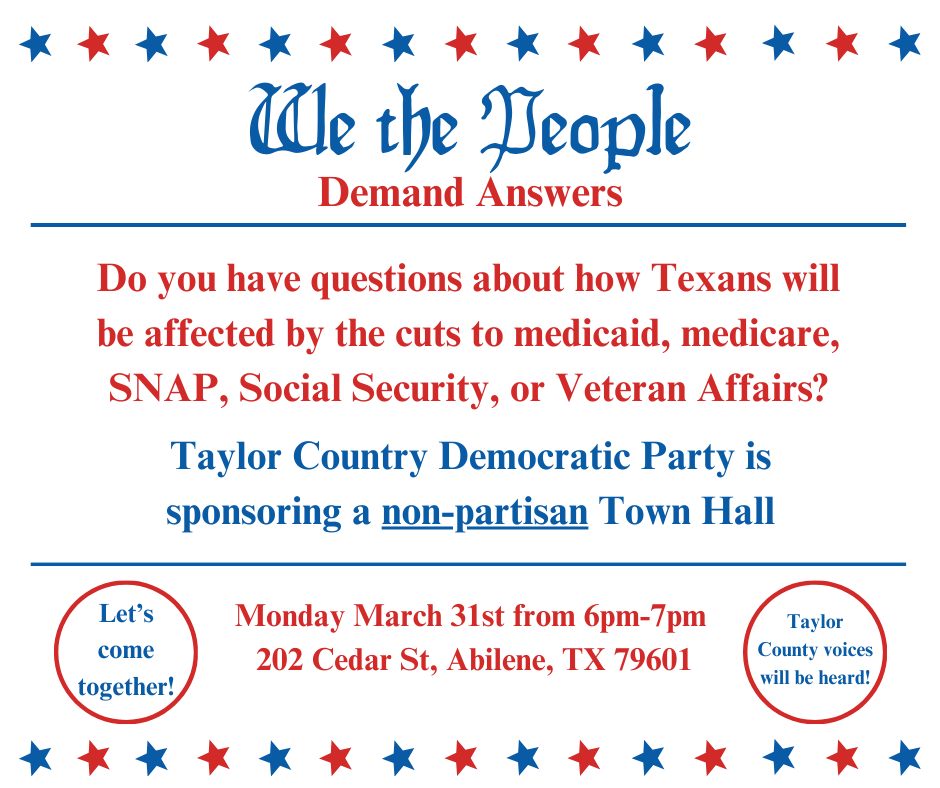 We the People
Demand Answers
Do you have questions about how Texans will
be affected by the cuts to medicaid, medicare,
SNAP, Social Security, or Veteran Affairs?
Taylor Country Democratic Party is
sponsoring a non-partisan Town Hall
Let's
come
together!
Monday March 31st from 6pm-7pm
202 Cedar St, Abilene, TX 79601
Taylor
County voices
will be heard!